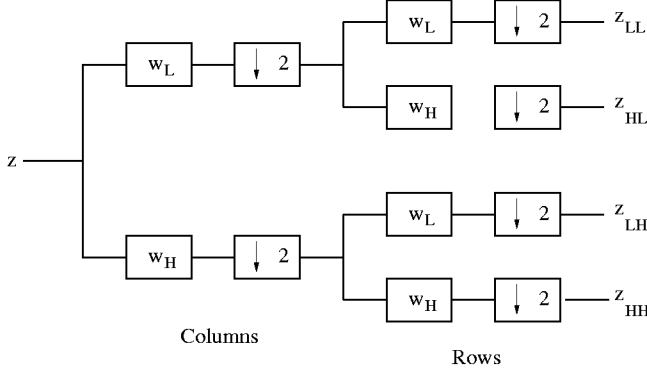 w_L ↓ 2 z_LL
w_L ↓ 2
w_H ↓ 2 z_HL
z
w_L ↓ 2 z_LH
w_H ↓ 2
w_H ↓ 2 z_HH
Columns
Rows